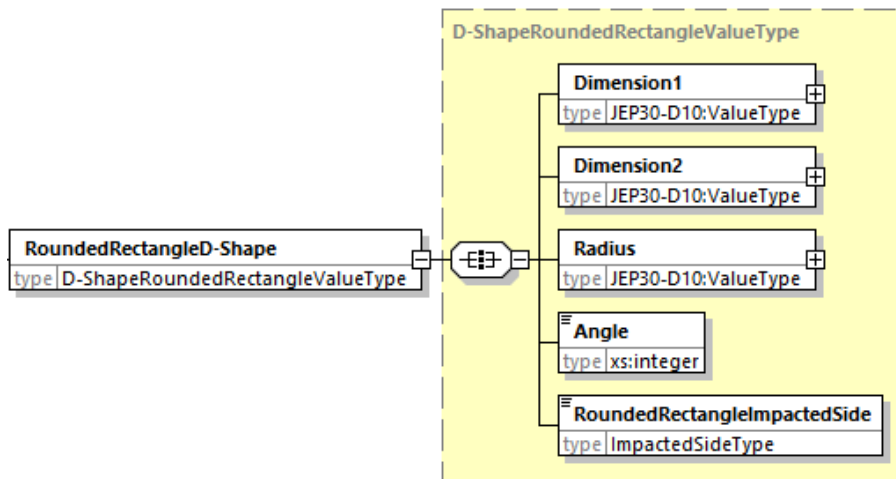 D-ShapeRoundedRectangleValueType
Dimension1
type JEP30-D10:ValueType
Dimension2
type JEP30-D10:ValueType
RoundedRectangleD-Shape
type D-ShapeRoundedRectangleValueType
Radius
type JEP30-D10:ValueType
Angle
type xs:integer
RoundedRectangleImpactedSide
type ImpactedSideType